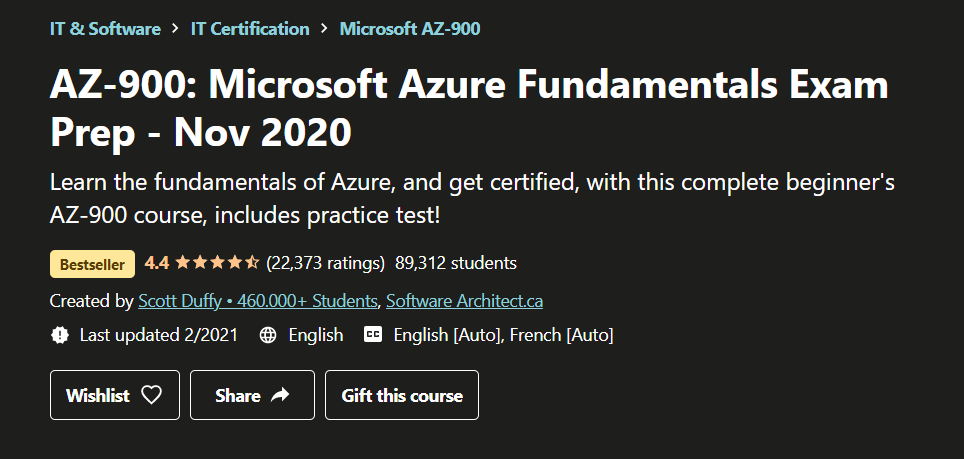 IT & Software > IT Certification > Microsoft AZ-900
AZ-900: Microsoft Azure Fundamentals Exam
Prep - Nov 2020
Learn the fundamentals of Azure, and get certified, with this complete beginner's
AZ-900 course, includes practice test!
Bestseller 4.4 (22,373 ratings) 89,312 students
Created by Scott Duffy • 460.000+ Students, Software Architect.ca
Last updated 2/2021 English CC English [Auto], French [Auto]
Wishlist Share Gift this course